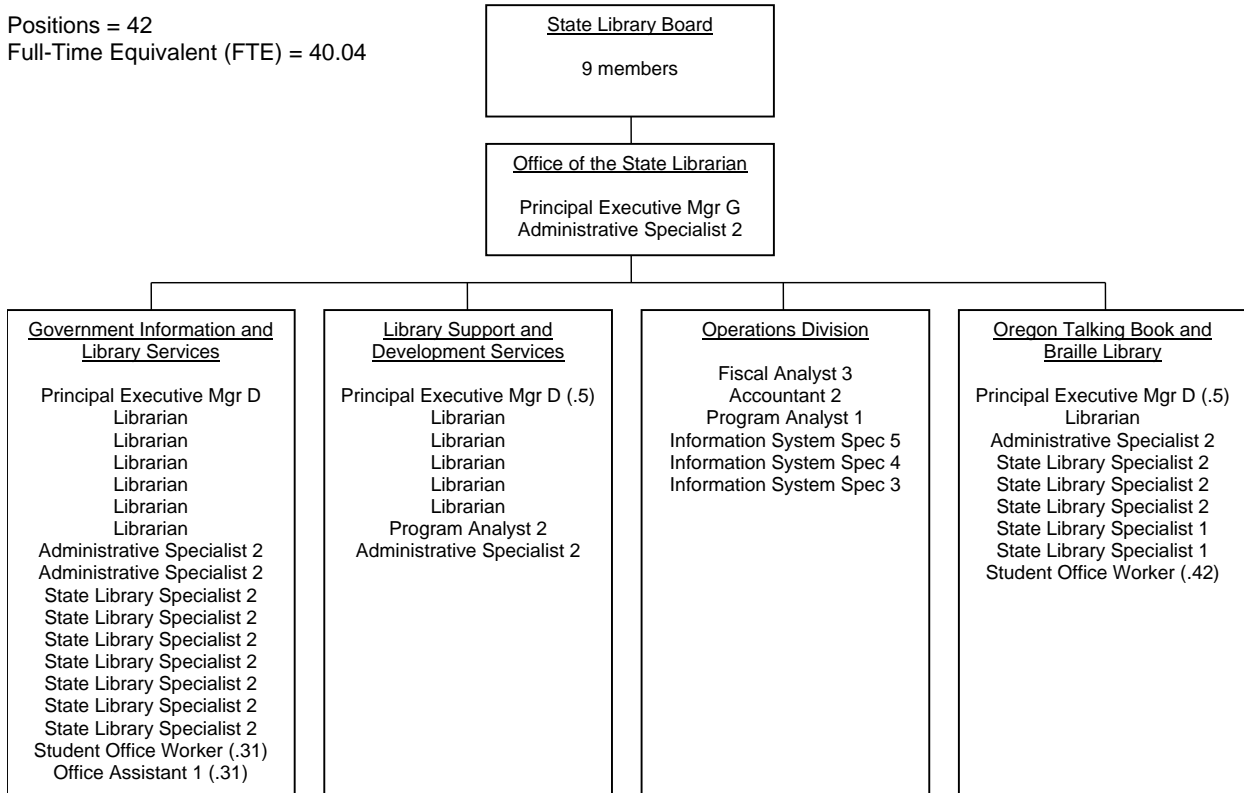 Positions = 42
Full-Time Equivalent (FTE) = 40.04
State Library Board
9 members
Office of the State Librarian
Principal Executive Mgr G
Administrative Specialist 2
Government Information and
Library Services
Principal Executive Mgr D
Librarian
Librarian
Librarian
Librarian
Librarian
Librarian
Administrative Specialist 2
Administrative Specialist 2
State Library Specialist 2
State Library Specialist 2
State Library Specialist 2
State Library Specialist 2
State Library Specialist 2
State Library Specialist 2
State Library Specialist 2
Student Office Worker (.31)
Office Assistant 1 (.31)
Library Support and
Development Services
Principal Executive Mgr D (.5)
Librarian
Librarian
Librarian
Librarian
Librarian
Program Analyst 2
Administrative Specialist 2
Operations Division
Fiscal Analyst 3
Accountant 2
Program Analyst 1
Information System Spec 5
Information System Spec 4
Information System Spec 3
Oregon Talking Book and
Braille Library
Principal Executive Mgr D (.5)
Librarian
Administrative Specialist 2
State Library Specialist 2
State Library Specialist 2
State Library Specialist 2
State Library Specialist 1
State Library Specialist 1
Student Office Worker (.42)